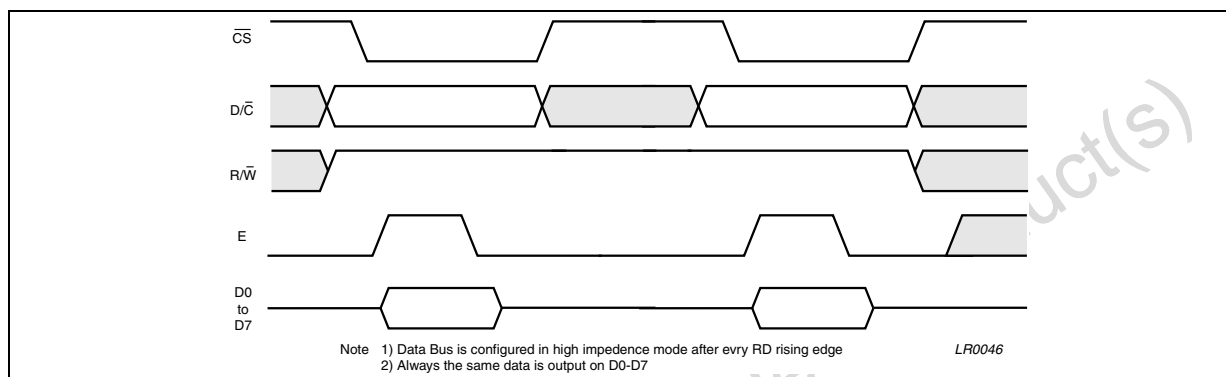 C̅S̅
D/C̅
R/W̅
E
D0
to
D7
Note 1) Data Bus is configured in high impedence mode after evry RD rising edge
2) Always the same data is output on D0-D7
LR0046
uct(s)